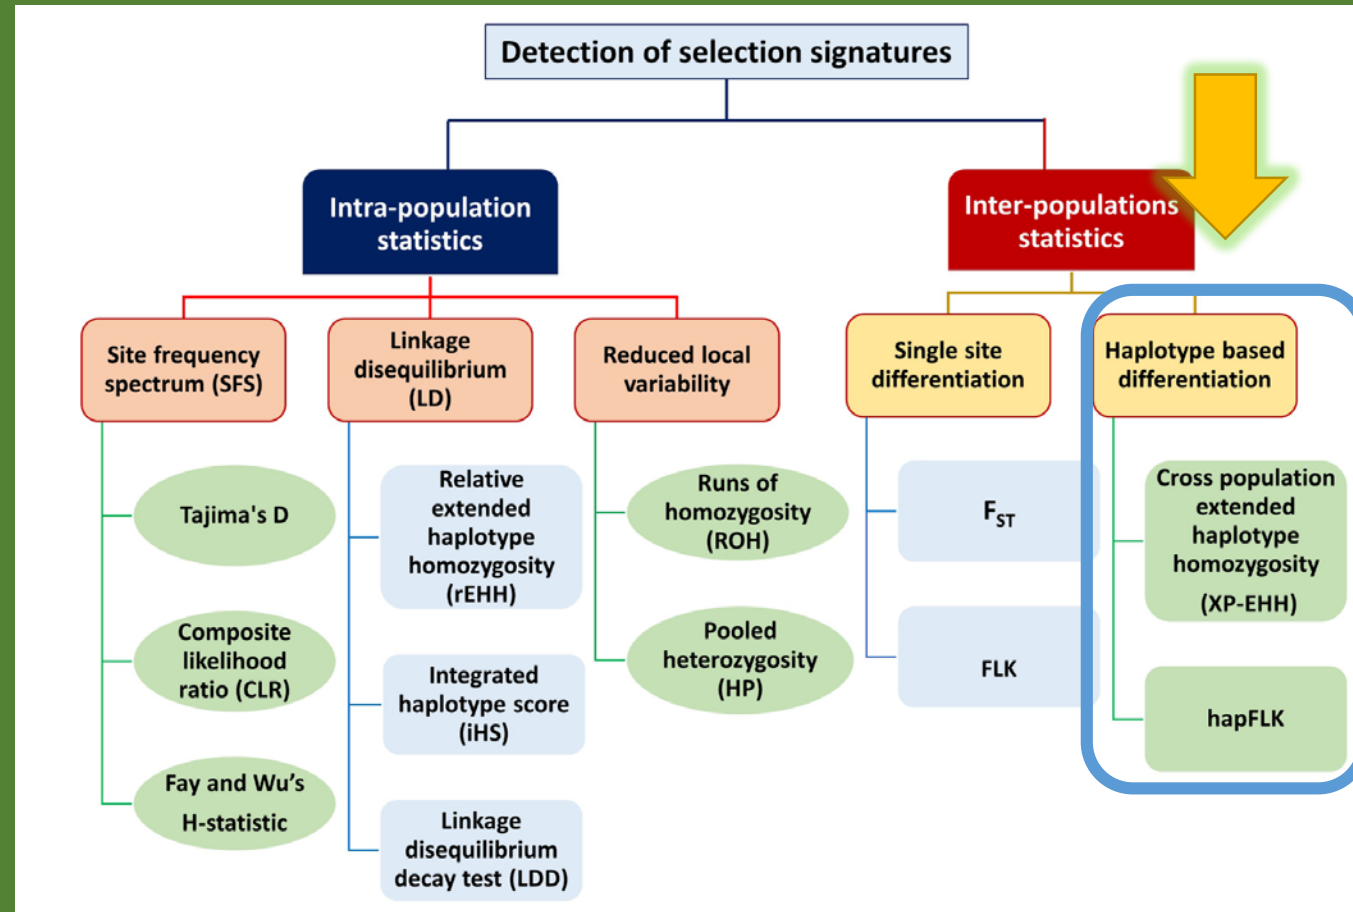 Detection of selection signatures
Intra-population
statistics
Inter-populations
statistics
Site frequency
spectrum (SFS)
Linkage
disequilibrium
(LD)
Reduced local
variability
Single site
differentiation
Haplotype based
differentiation
Tajima's D
Composite
likelihood
ratio (CLR)
Fay and Wu’s
H-statistic
Relative
extended
haplotype
homozygosity
(rEHH)
Integrated
haplotype score
(iHS)
Linkage
disequilibrium
decay test (LDD)
Runs of
homozygosity
(ROH)
Pooled
heterozygosity
(HP)
FST
FLK
Cross population
extended
haplotype
homozygosity
(XP-EHH)
hapFLK